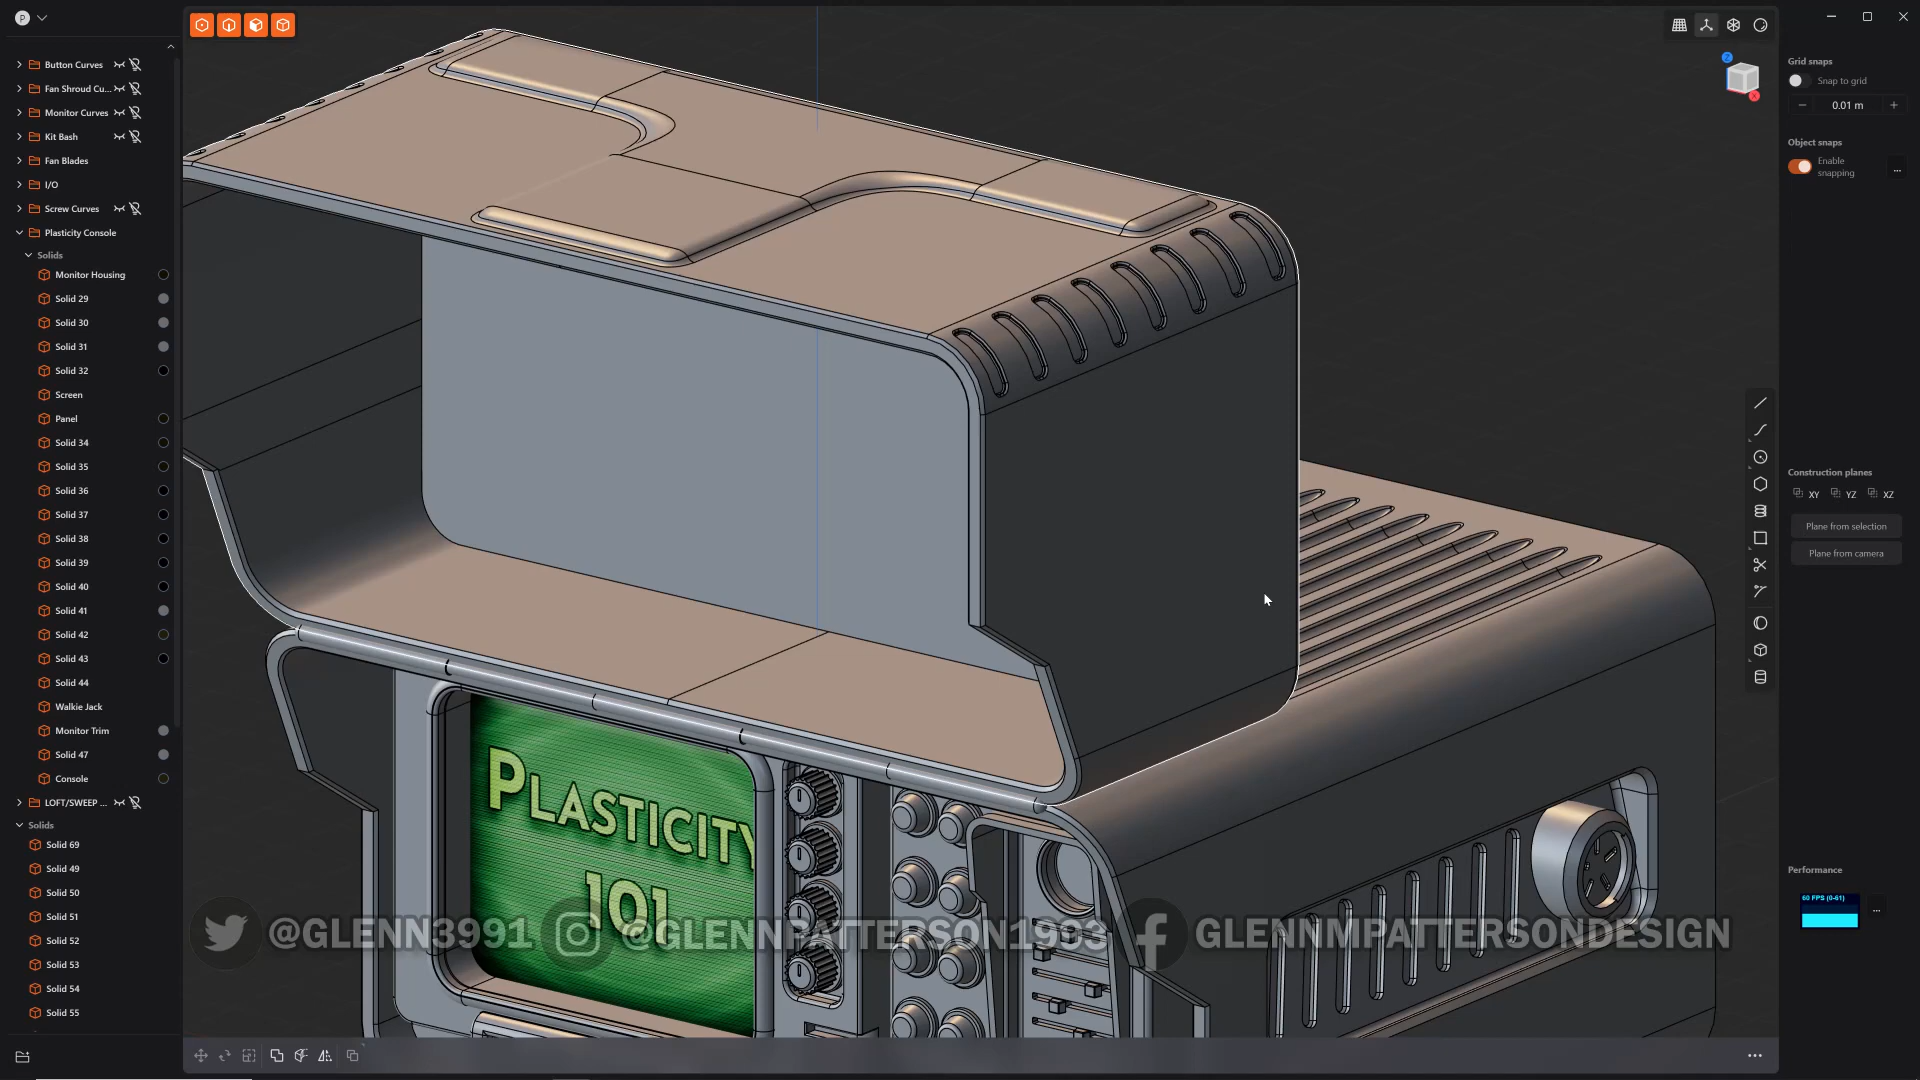 P
Button Curves
Fan Shroud Cu...
Monitor Curves
Kit Bash
Fan Blades
I/O
Screw Curves
Plasticity Console
Solids
Monitor Housing
Solid 29
Solid 30
Solid 31
Solid 32
Screen
Panel
Solid 34
Solid 35
Solid 36
Solid 37
Solid 38
Solid 39
Solid 40
Solid 41
Solid 42
Solid 43
Solid 44
Walkie Jack
Monitor Trim
Solid 47
Console
LOFT/SWEEP ...
Solids
Solid 69
Solid 49
Solid 50
Solid 51
Solid 52
Solid 53
Solid 54
Solid 55
PLASTICITY
101
@GLENN3991
@GLENNPATTERSON1993
GLENNMPATTERSONDESIGN
Z
X
Grid snaps
Snap to grid
0.01 m
Object snaps
Enable
snapping
...
Construction planes
XY YZ XZ
Plane from selection
Plane from camera
Performance
60 FPS (0-61)
...